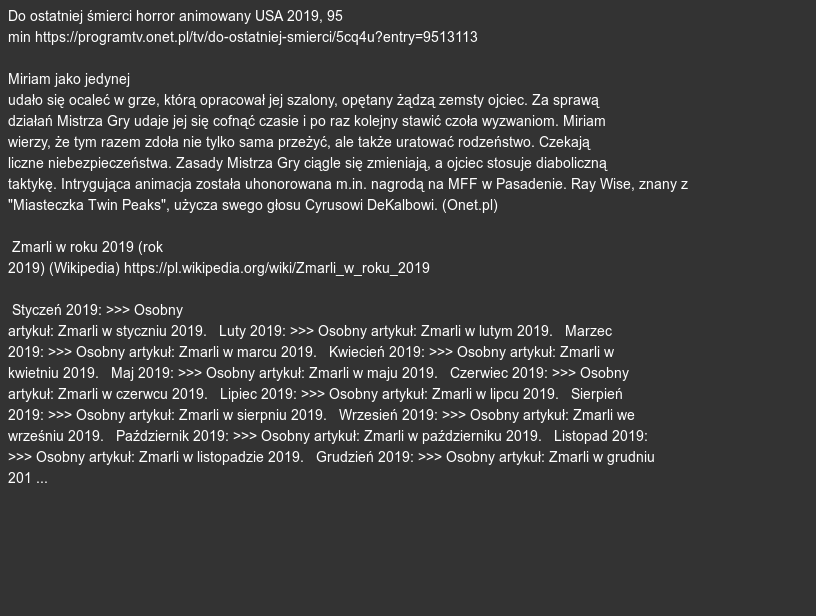 Do ostatniej śmierci horror animowany USA 2019, 95
min https://programtv.onet.pl/tv/do-ostatniej-smierci/5cq4u?entry=9513113
Miriam jako jedynej
udało się ocaleć w grze, którą opracował jej szalony, opętany żądzą zemsty ojciec. Za sprawą
działań Mistrza Gry udaje jej się cofnąć czasie i po raz kolejny stawić czoła wyzwaniom. Miriam
wierzy, że tym razem zdoła nie tylko sama przeżyć, ale także uratować rodzeństwo. Czekają
liczne niebezpieczeństwa. Zasady Mistrza Gry ciągle się zmieniają, a ojciec stosuje diaboliczną
taktykę. Intrygująca animacja została uhonorowana m.in. nagrodą na MFF w Pasadenie. Ray Wise, znany z
"Miasteczka Twin Peaks", użycza swego głosu Cyrusowi DeKalbowi. (Onet.pl)
Zmarli w roku 2019 (rok
2019) (Wikipedia) https://pl.wikipedia.org/wiki/Zmarli_w_roku_2019
Styczeń 2019: >>> Osobny
artykuł: Zmarli w styczniu 2019. Luty 2019: >>> Osobny artykuł: Zmarli w lutym 2019. Marzec
2019: >>> Osobny artykuł: Zmarli w marcu 2019. Kwiecień 2019: >>> Osobny artykuł: Zmarli w
kwietniu 2019. Maj 2019: >>> Osobny artykuł: Zmarli w maju 2019. Czerwiec 2019: >>> Osobny
artykuł: Zmarli w czerwcu 2019. Lipiec 2019: >>> Osobny artykuł: Zmarli w lipcu 2019. Sierpień
2019: >>> Osobny artykuł: Zmarli w sierpniu 2019. Wrzesień 2019: >>> Osobny artykuł: Zmarli we
wrześniu 2019. Październik 2019: >>> Osobny artykuł: Zmarli w październiku 2019. Listopad 2019:
>>> Osobny artykuł: Zmarli w listopadzie 2019. Grudzień 2019: >>> Osobny artykuł: Zmarli w grudniu
201 ...